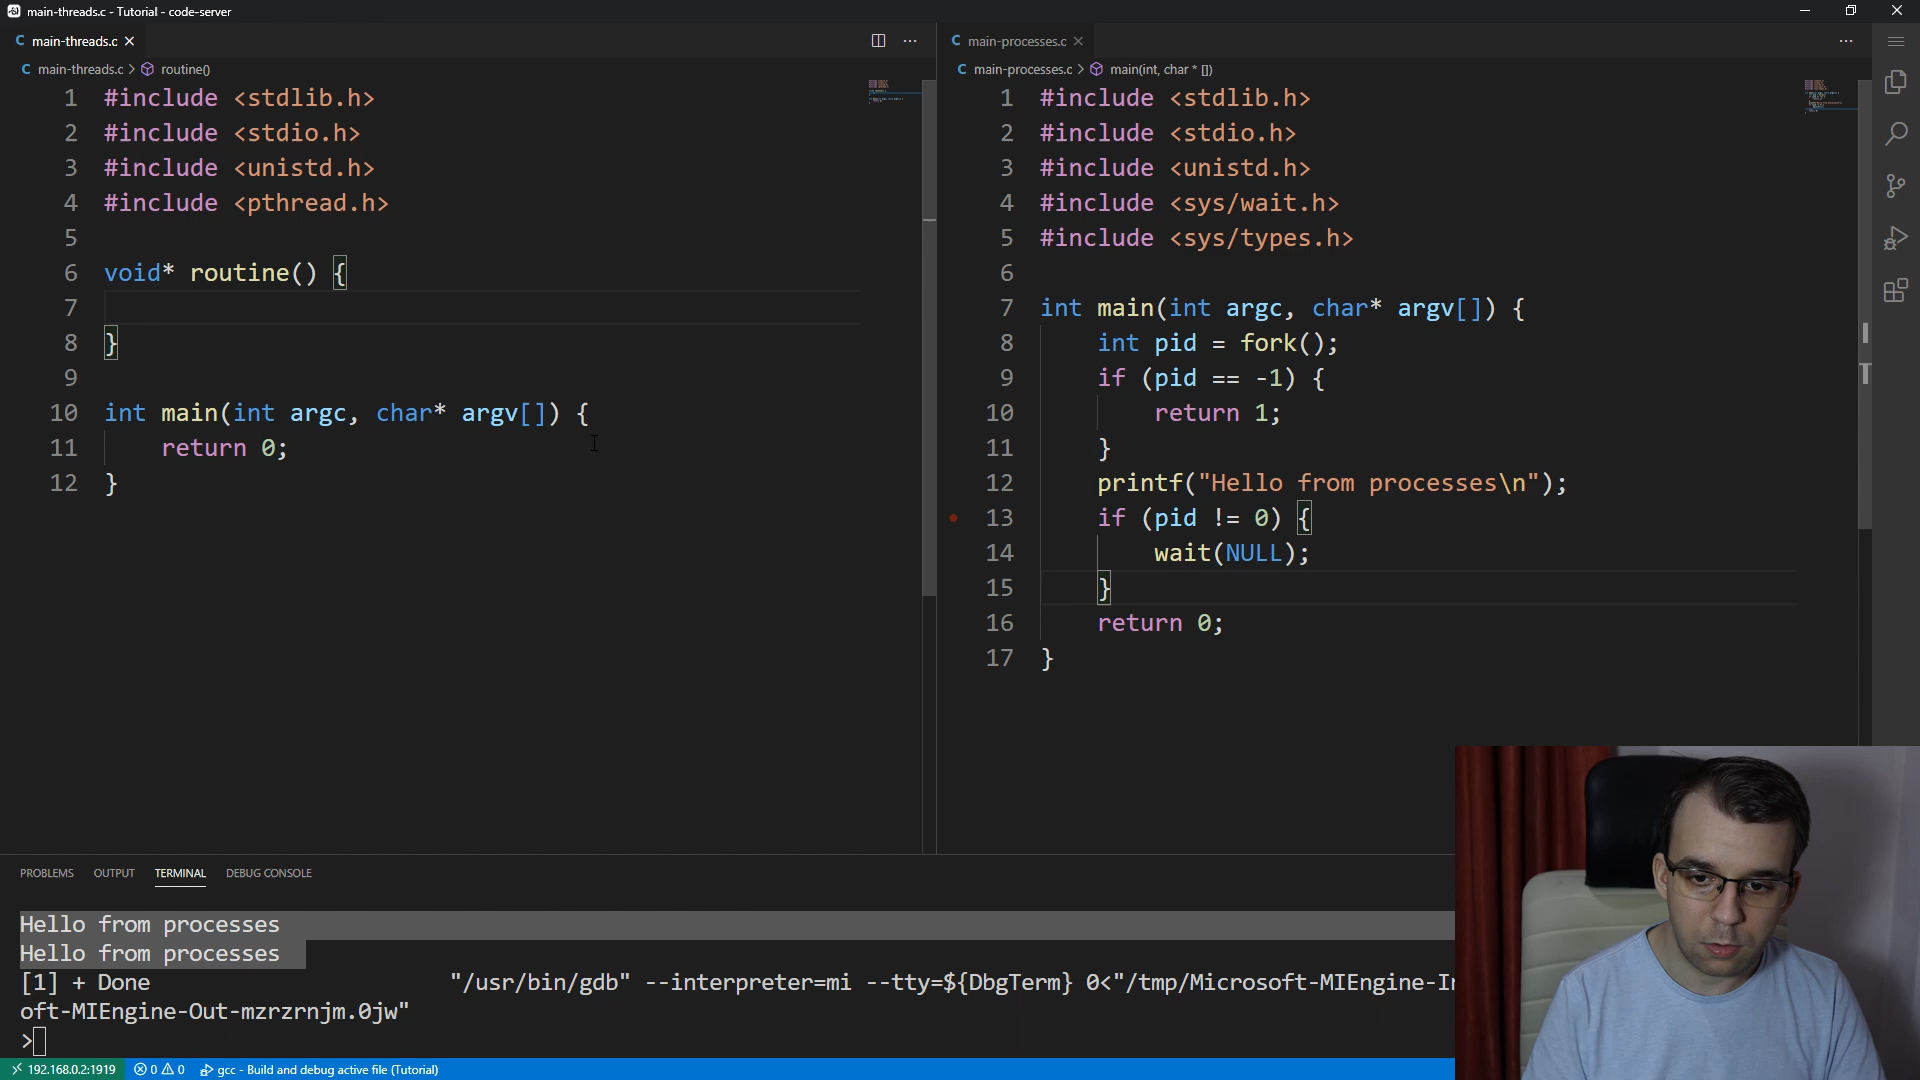 main-threads.c - Tutorial - code-server
main-threads.c
main-threads.c > routine()
1 #include <stdlib.h>
2 #include <stdio.h>
3 #include <unistd.h>
4 #include <pthread.h>
5
6 void* routine() {
7
8 }
9
10 int main(int argc, char* argv[]) {
11 return 0;
12 }
main-processes.c
main-processes.c > main(int, char * [])
1 #include <stdlib.h>
2 #include <stdio.h>
3 #include <unistd.h>
4 #include <sys/wait.h>
5 #include <sys/types.h>
6
7 int main(int argc, char* argv[]) {
8 int pid = fork();
9 if (pid == -1) {
10 return 1;
11 }
12 printf("Hello from processes\n");
13 if (pid != 0) {
14 wait(NULL);
15 }
16 return 0;
17 }
PROBLEMS OUTPUT TERMINAL DEBUG CONSOLE
Hello from processes
Hello from processes
[1] + Done "/usr/bin/gdb" --interpreter=mi --tty=${DbgTerm} 0<"/tmp/Microsoft-MIEngine-In
oft-MIEngine-Out-mzrzrnjm.0jw"
>
192.168.0.2:1919 0 0 gcc - Build and debug active file (Tutorial)